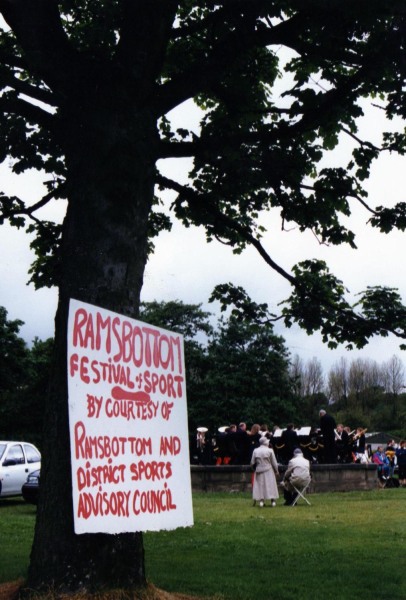 RAMSBOTTOM
FESTIVAL of SPORT
BY COURTESY OF
RAMSBOTTOM AND
DISTRICT SPORTS
ADVISORY COUNCIL